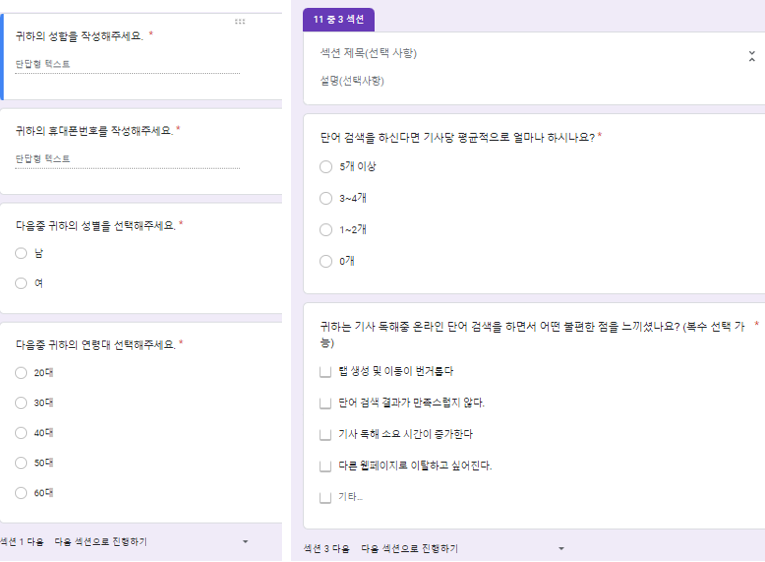 귀하의 성함을 작성해주세요. *
단답형 텍스트
귀하의 휴대폰번호를 작성해주세요. *
단답형 텍스트
다음중 귀하의 성별을 선택해주세요. *
남
여
다음중 귀하의 연령대 선택해주세요. *
20대
30대
40대
50대
60대
섹션 1 다음 다음 섹션으로 진행하기
11 중 3 섹션
섹션 제목(선택 사항)
설명(선택사항)
단어 검색을 하신다면 기사당 평균적으로 얼마나 하시나요? *
5개 이상
3~4개
1~2개
0개
귀하는 기사 독해중 온라인 단어 검색을 하면서 어떤 불편한 점을 느끼셨나요? (복수 선택 가 *
능)
탭 생성 및 이동이 번거롭다
단어 검색 결과가 만족스럽지 않다.
기사 독해 소요 시간이 증가한다
다른 웹페이지로 이탈하고 싶어진다.
기타...
섹션 3 다음 다음 섹션으로 진행하기